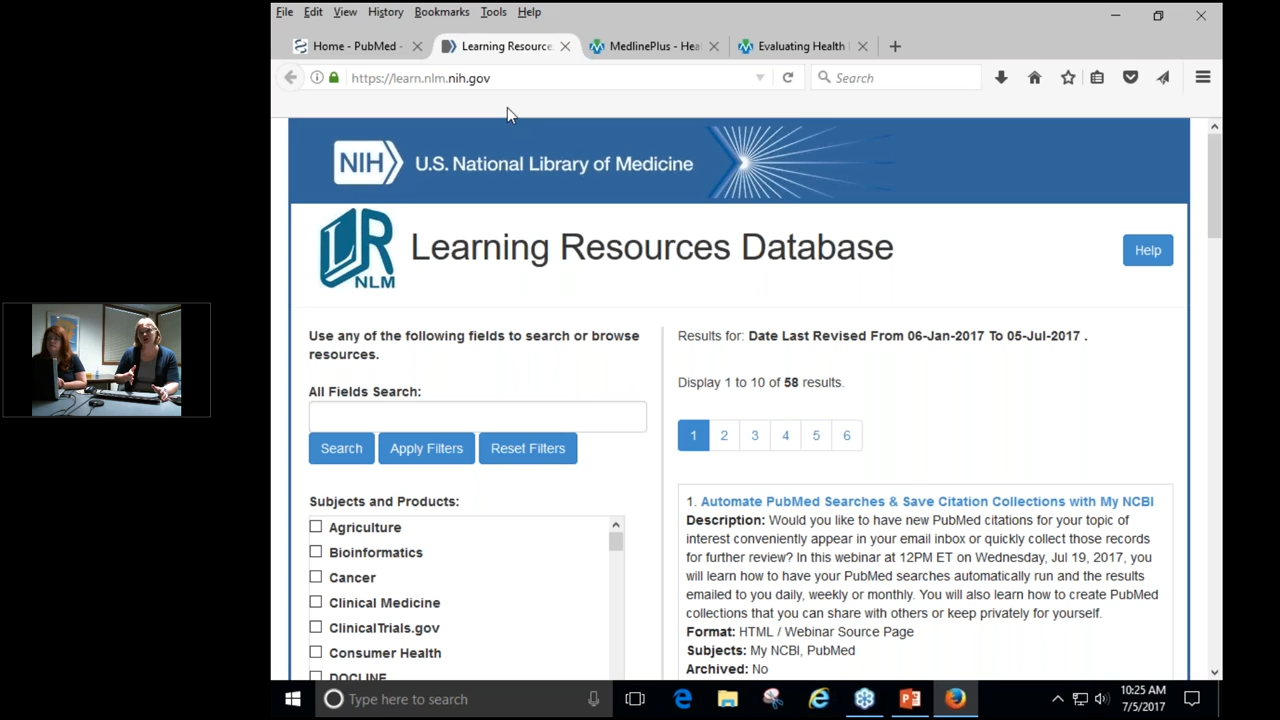 File Edit View History Bookmarks Tools Help
Home - PubMed -
Learning Resource
MedlinePlus - Hea
Evaluating Health
https://learn.nlm.nih.gov
Search
NIH U.S. National Library of Medicine
LR NLM
Learning Resources Database
Help
Use any of the following fields to search or browse
resources.
All Fields Search:
Search Apply Filters Reset Filters
Subjects and Products:
Agriculture
Bioinformatics
Cancer
Clinical Medicine
ClinicalTrials.gov
Consumer Health
DOCLINE
Results for: Date Last Revised From 06-Jan-2017 To 05-Jul-2017 .
Display 1 to 10 of 58 results.
1 2 3 4 5 6
1. Automate PubMed Searches & Save Citation Collections with My NCBI
Description: Would you like to have new PubMed citations for your topic of
interest conveniently appear in your email inbox or quickly collect those records
for further review? In this webinar at 12PM ET on Wednesday, Jul 19, 2017, you
will learn how to have your PubMed searches automatically run and the results
emailed to you daily, weekly or monthly. You will also learn how to create PubMed
collections that you can share with others or keep privately for yourself.
Format: HTML / Webinar Source Page
Subjects: My NCBI, PubMed
Archived: No
Type here to search
10:25 AM
7/5/2017